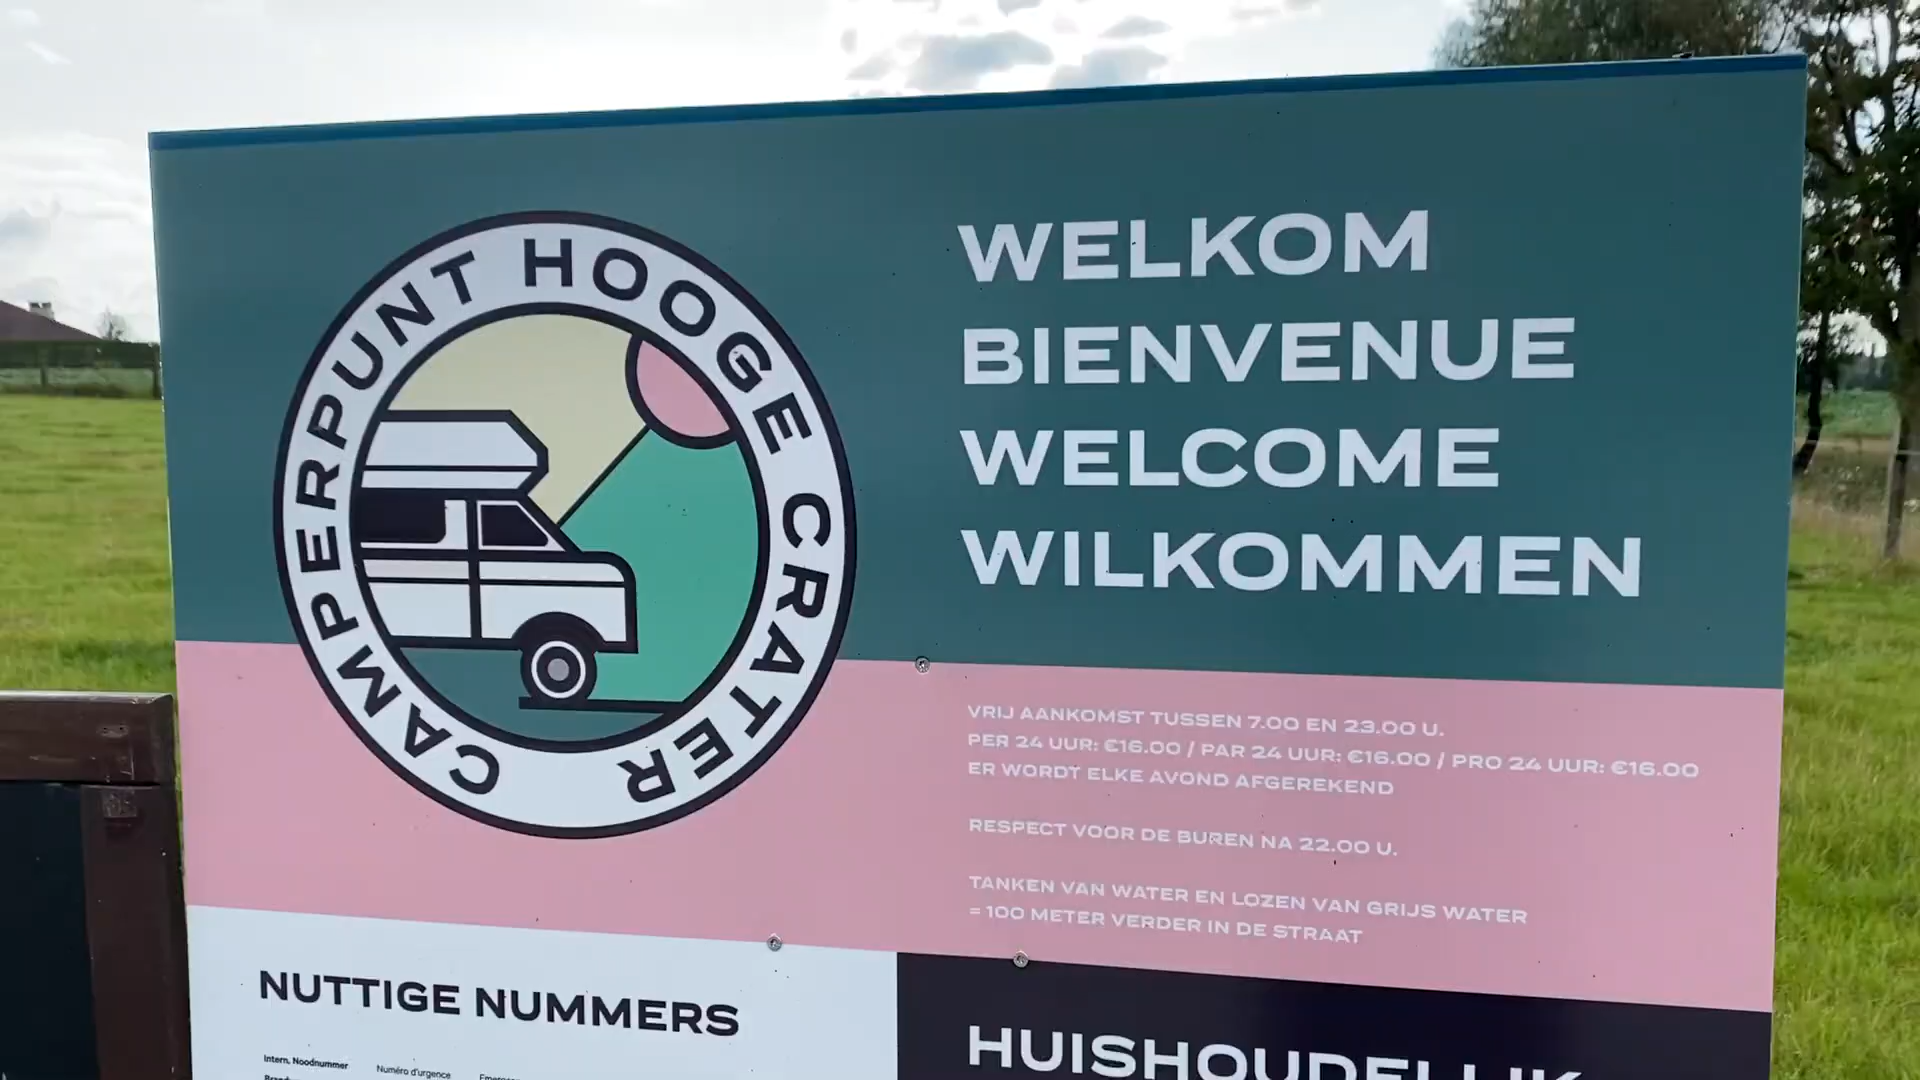 CAMPERPUNT HOOGE CRATER
WELKOM
BIENVENUE
WELCOME
WILKOMMEN
VRIJ AANKOMST TUSSEN 7.00 EN 23.00 U.
PER 24 UUR: €16.00 / PAR 24 UUR: €16.00 / PRO 24 UUR: €16.00
ER WORDT ELKE AVOND AFGEREKEND
RESPECT VOOR DE BUREN NA 22.00 U.
TANKEN VAN WATER EN LOZEN VAN GRIJS WATER
= 100 METER VERDER IN DE STRAAT
NUTTIGE NUMMERS
Intern. Noodnummer
Numéro d'urgence
HUISHOUDELIJK